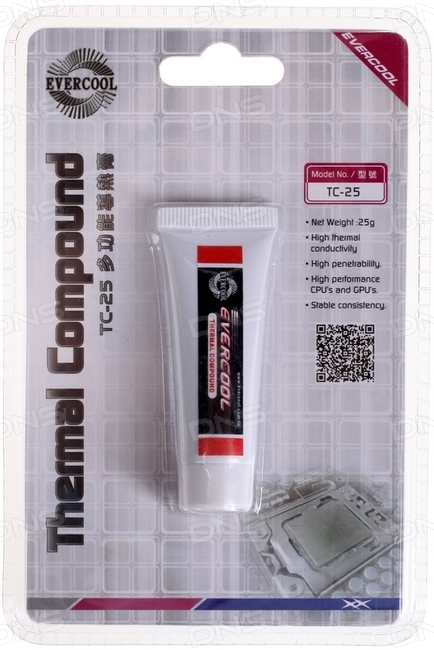 EVERCOOL
EVERCOOL
Thermal Compound
TC-25 多功能導熱膏
Model No. / 型號
TC-25
• Net Weight :25g
• High thermal
conductivity
• High penetrability.
• High performance
CPU's and GPU's.
• Stable consistency.
EVERCOOL
THERMAL COMPOUND
DNS